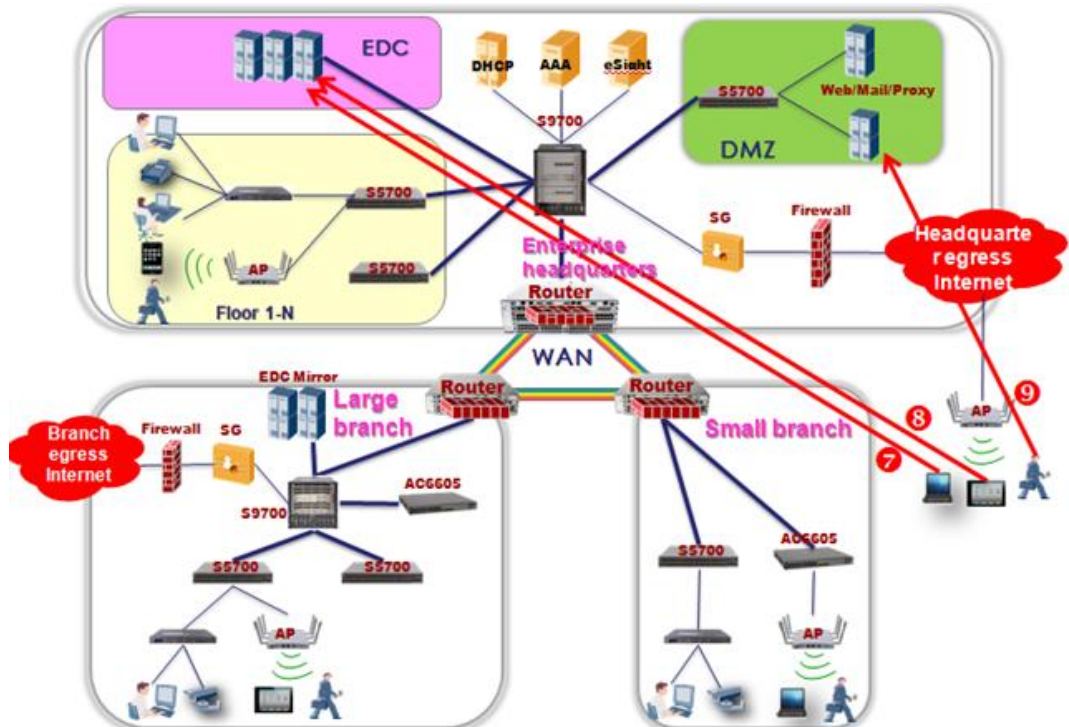 EDC
DHCP
AAA
eSight
S9700
S5700
Web/Mail/Proxy
DMZ
S5700
AP
S5700
Floor 1-N
SG
Firewall
Headquarte
r egress
Internet
Enterprise
headquarters
Router
WAN
Router
Router
EDC Mirror
Large
branch
Small branch
Branch
egress
Internet
Firewall
SG
S9700
AC6605
S5700
S5700
AP
S5700
AC6605
AP
AP
7
8
9